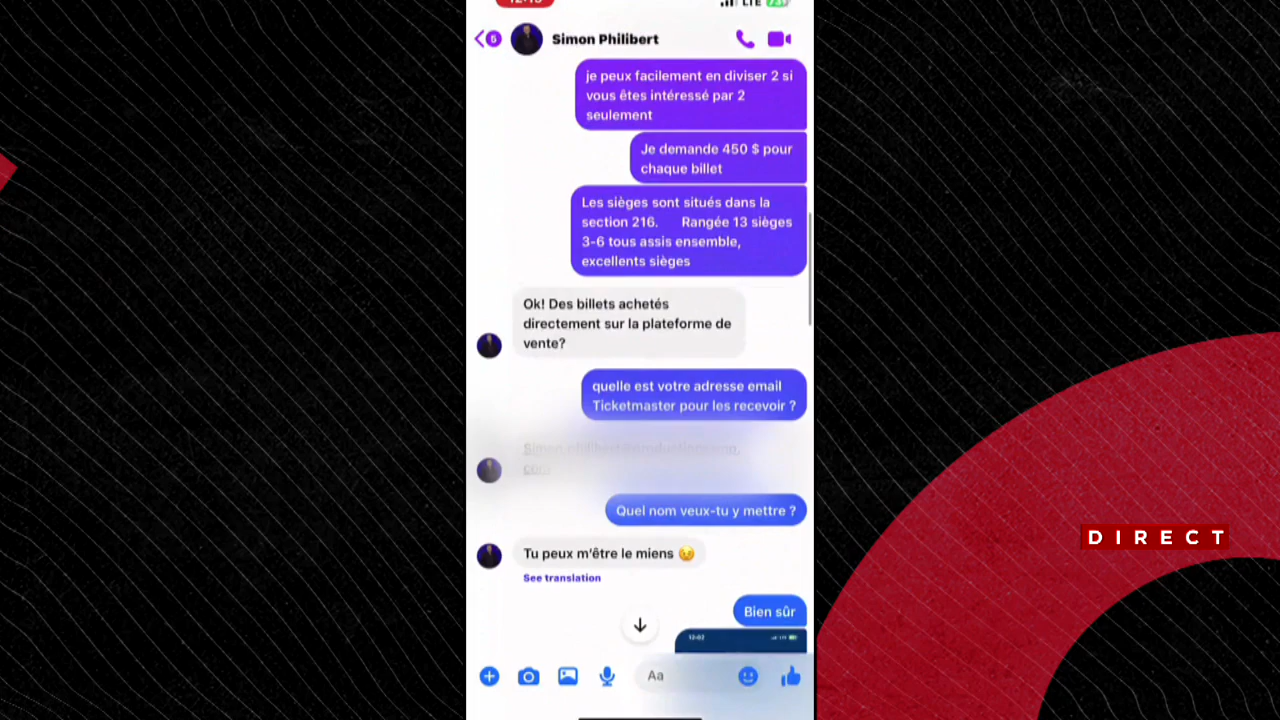 5
Simon Philibert
je peux facilement en diviser 2 si
vous êtes intéressé par 2
seulement
Je demande 450 $ pour
chaque billet
Les sièges sont situés dans la
section 216. Rangée 13 sièges
3-6 tous assis ensemble,
excellents sièges
Ok! Des billets achetés
directement sur la plateforme de
vente?
quelle est votre adresse email
Ticketmaster pour les recevoir ?
Quel nom veux-tu y mettre ?
Tu peux m'être le miens 😉
See translation
Bien sûr
12:02
Aa
DIRECT